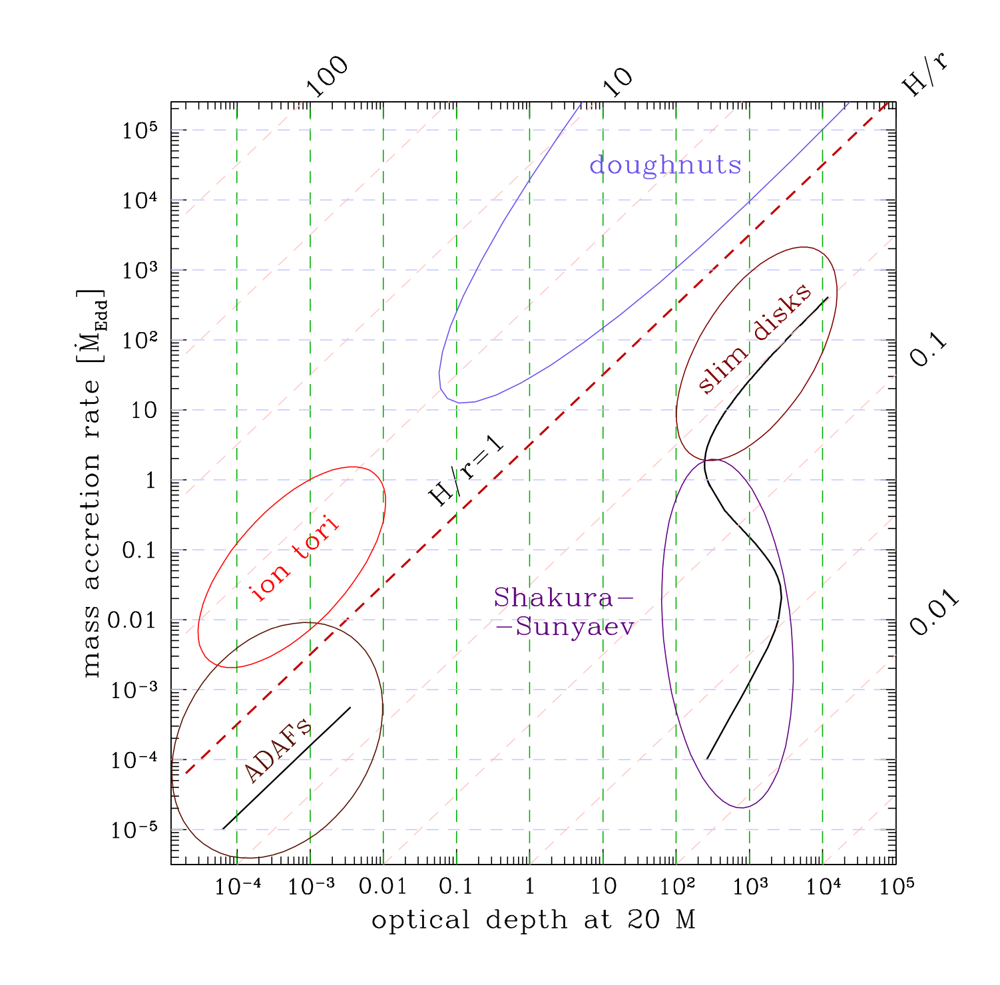 100
10
H/r
10⁵
10⁴
10³
10²
10
1
0.1
0.01
10⁻³
10⁻⁴
10⁻⁵
mass accretion rate [ṀEdd]
doughnuts
slim disks
H/r=1
ion tori
Shakura−
−Sunyaev
ADAFs
0.1
0.01
10⁻⁴ 10⁻³ 0.01 0.1 1 10 10² 10³ 10⁴ 10⁵
optical depth at 20 M